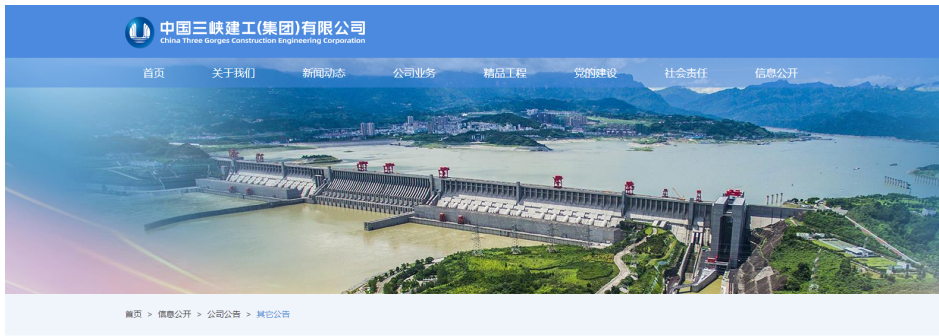 中国三峡建工(集团)有限公司
China Three Gorges Construction Engineering Corporation
首页 关于我们 新闻动态 公司业务 精品工程 党的建设 社会责任 信息公开
首页 > 信息公开 > 公司公告 > 其它公告